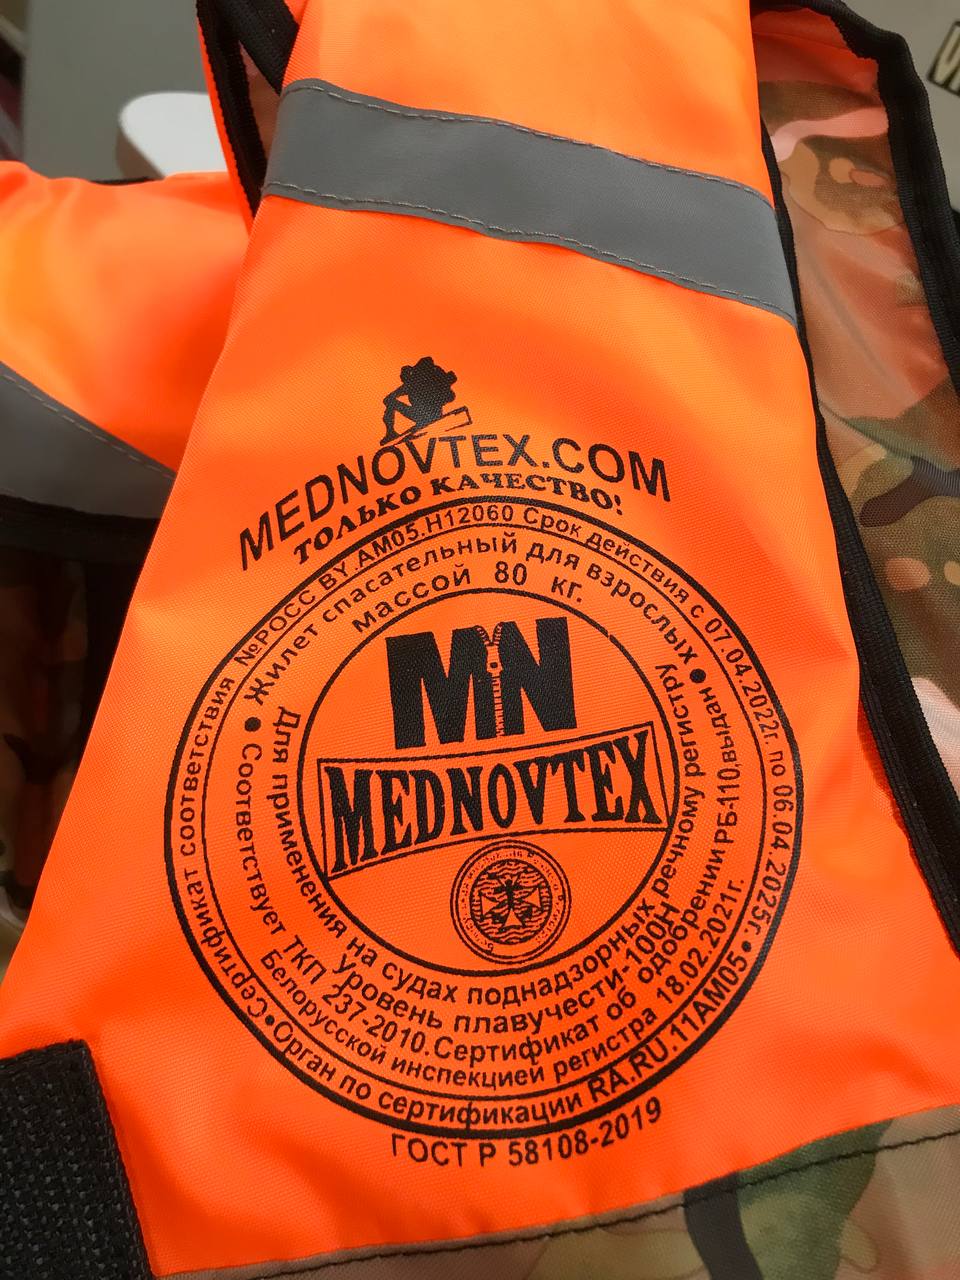 MEDNOVTEX.COM
ТОЛЬКО КАЧЕСТВО!
Сертификат соответствия №РОСС BY.АМ05.Н12060 Срок действия с 07.04.2022г. по 06.04.2025г.
Орган по сертификации RA.RU.11АМ05
Жилет спасательный для взрослых
массой 80 кг.
Соответствует ТКП 237-2010. Сертификат об одобрении РБ-110, выдан
Белорусской инспекцией регистра 18.02.2021г.
Для применения на судах поднадзорных речному регистру
Уровень плавучести-100Н
MN
MEDNOVTEX
ГОСТ Р 58108-2019